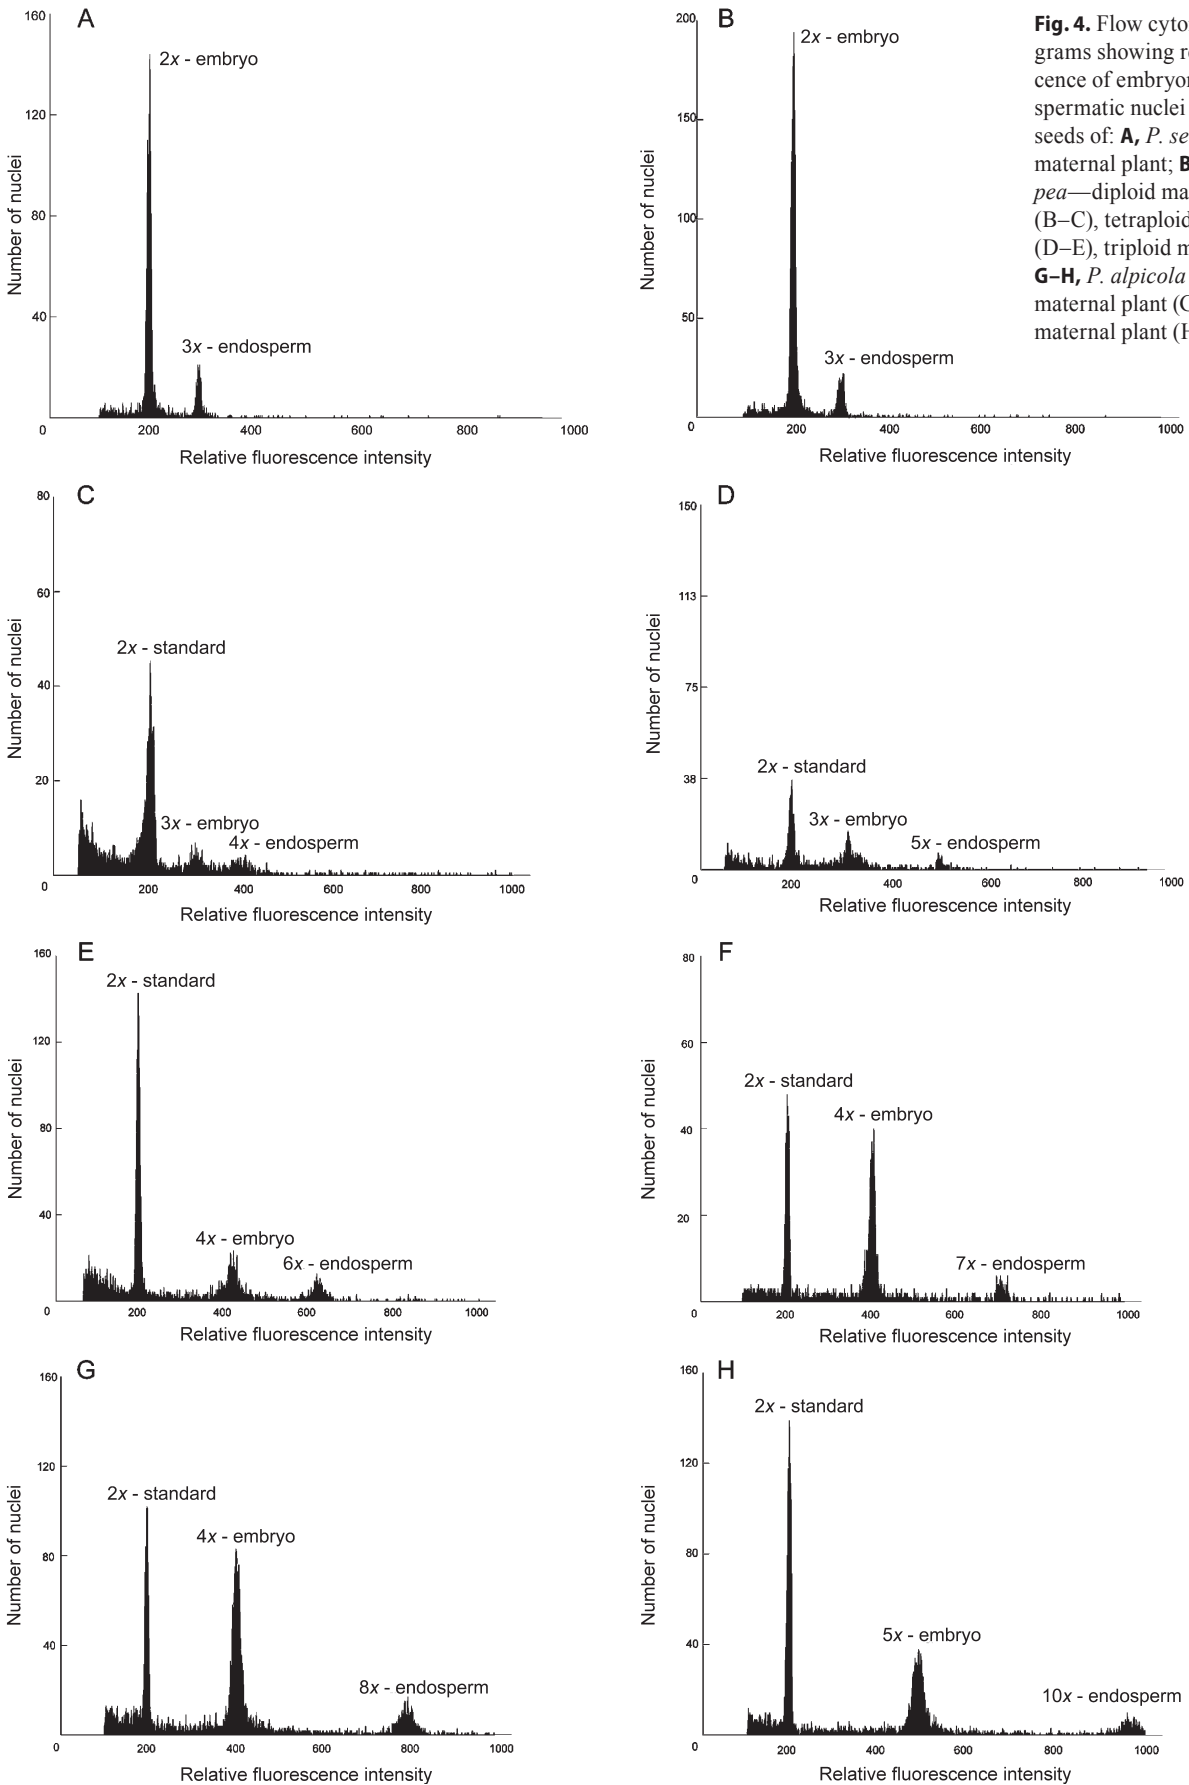 A
160
120
80
40
Number of nuclei
2x - embryo
3x - endosperm
0 200 400 600 800 1000
Relative fluorescence intensity
B
200
150
100
50
Number of nuclei
2x - embryo
3x - endosperm
0 200 400 600 800 1000
Relative fluorescence intensity
Fig. 4. Flow cyto
grams showing r
cence of embryo
spermatic nuclei
seeds of: A, P. se
maternal plant; B
pea—diploid ma
(B–C), tetraploid
(D–E), triploid m
G–H, P. alpicola
maternal plant (
maternal plant (H
C
80
60
40
20
Number of nuclei
2x - standard
3x - embryo
4x - endosperm
0 200 400 600 800 1000
Relative fluorescence intensity
D
150
113
75
38
Number of nuclei
2x - standard
3x - embryo
5x - endosperm
0 200 400 600 800 1000
Relative fluorescence intensity
E
160
120
80
40
Number of nuclei
2x - standard
4x - embryo
6x - endosperm
0 200 400 600 800 1000
Relative fluorescence intensity
F
80
60
40
20
Number of nuclei
2x - standard
4x - embryo
7x - endosperm
0 200 400 600 800 1000
Relative fluorescence intensity
G
160
120
80
40
Number of nuclei
2x - standard
4x - embryo
8x - endosperm
0 200 400 600 800 1000
Relative fluorescence intensity
H
160
120
80
40
Number of nuclei
2x - standard
5x - embryo
10x - endosperm
0 200 400 600 800 1000
Relative fluorescence intensity